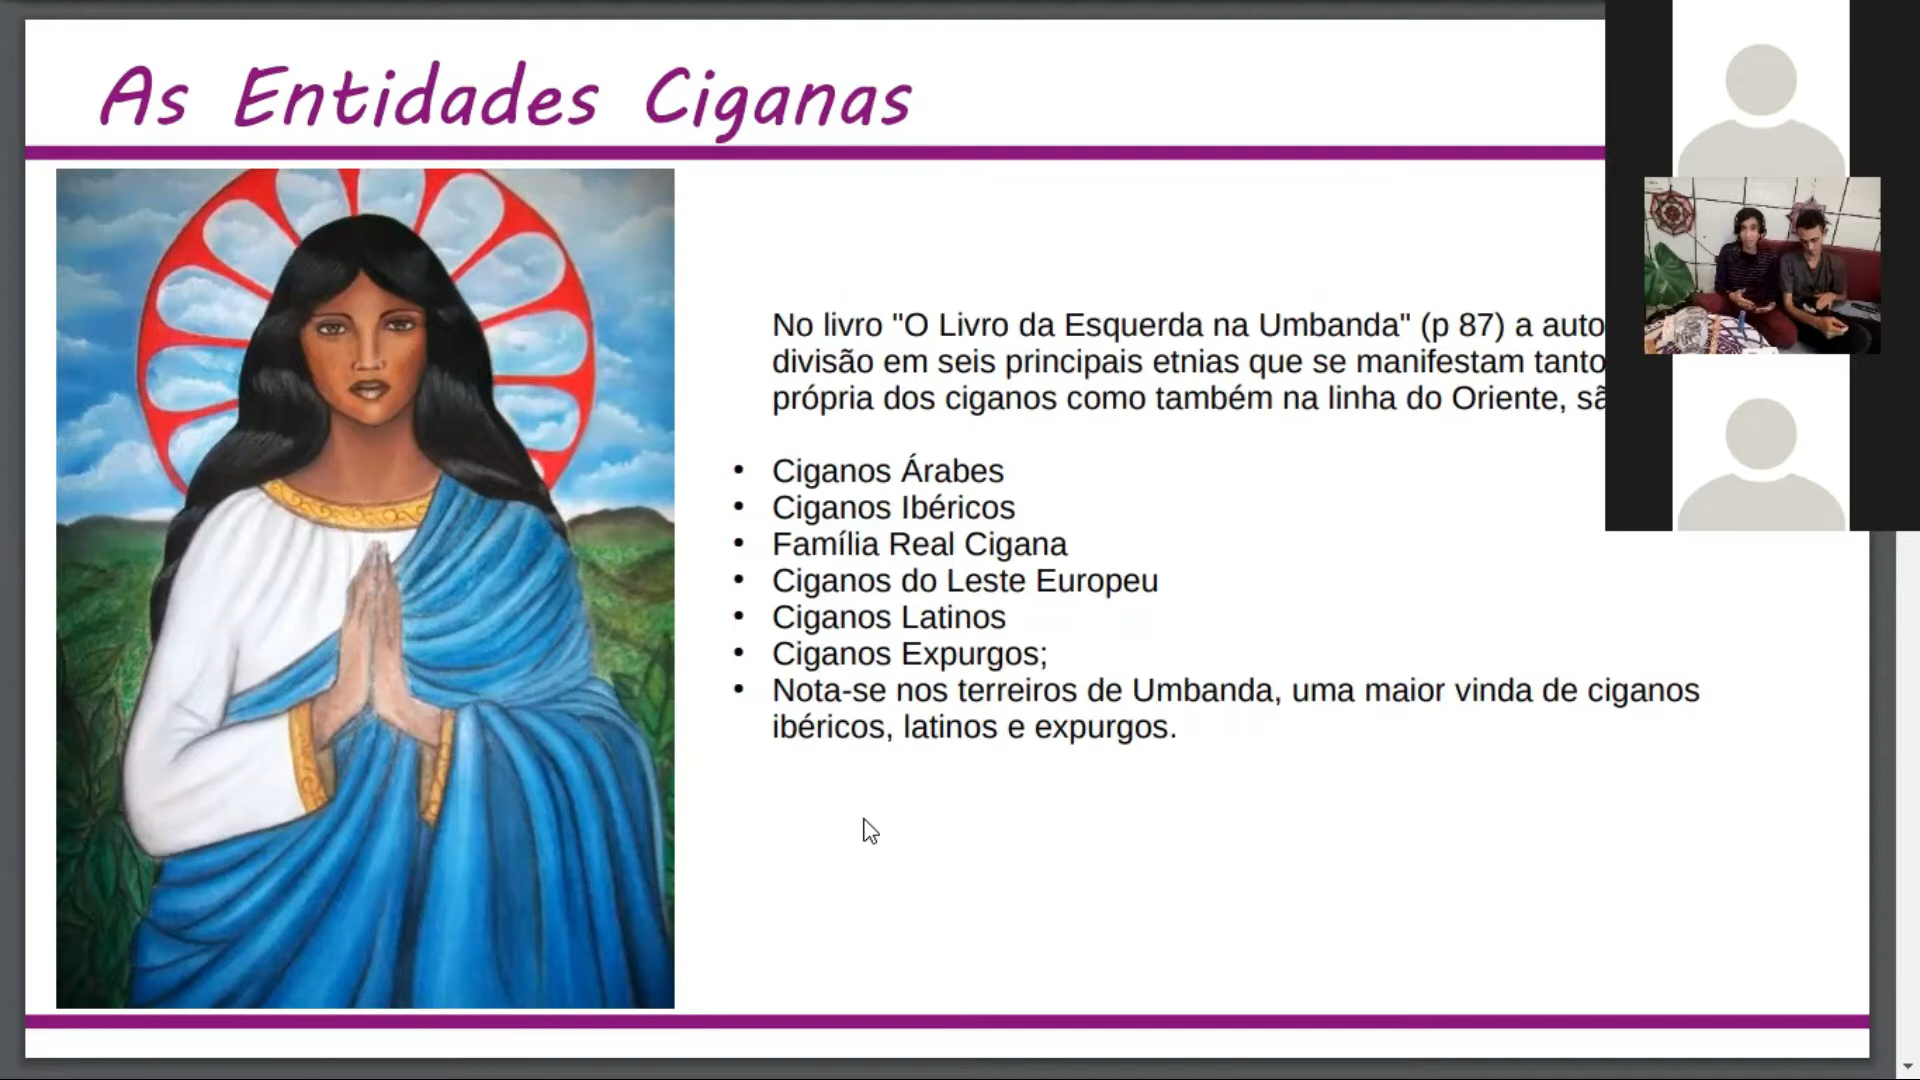 As Entidades Ciganas
No livro "O Livro da Esquerda na Umbanda" (p 87) a auto
divisão em seis principais etnias que se manifestam tanto
própria dos ciganos como também na linha do Oriente, sã
• Ciganos Árabes
• Ciganos Ibéricos
• Família Real Cigana
• Ciganos do Leste Europeu
• Ciganos Latinos
• Ciganos Expurgos;
• Nota-se nos terreiros de Umbanda, uma maior vinda de ciganos
ibéricos, latinos e expurgos.